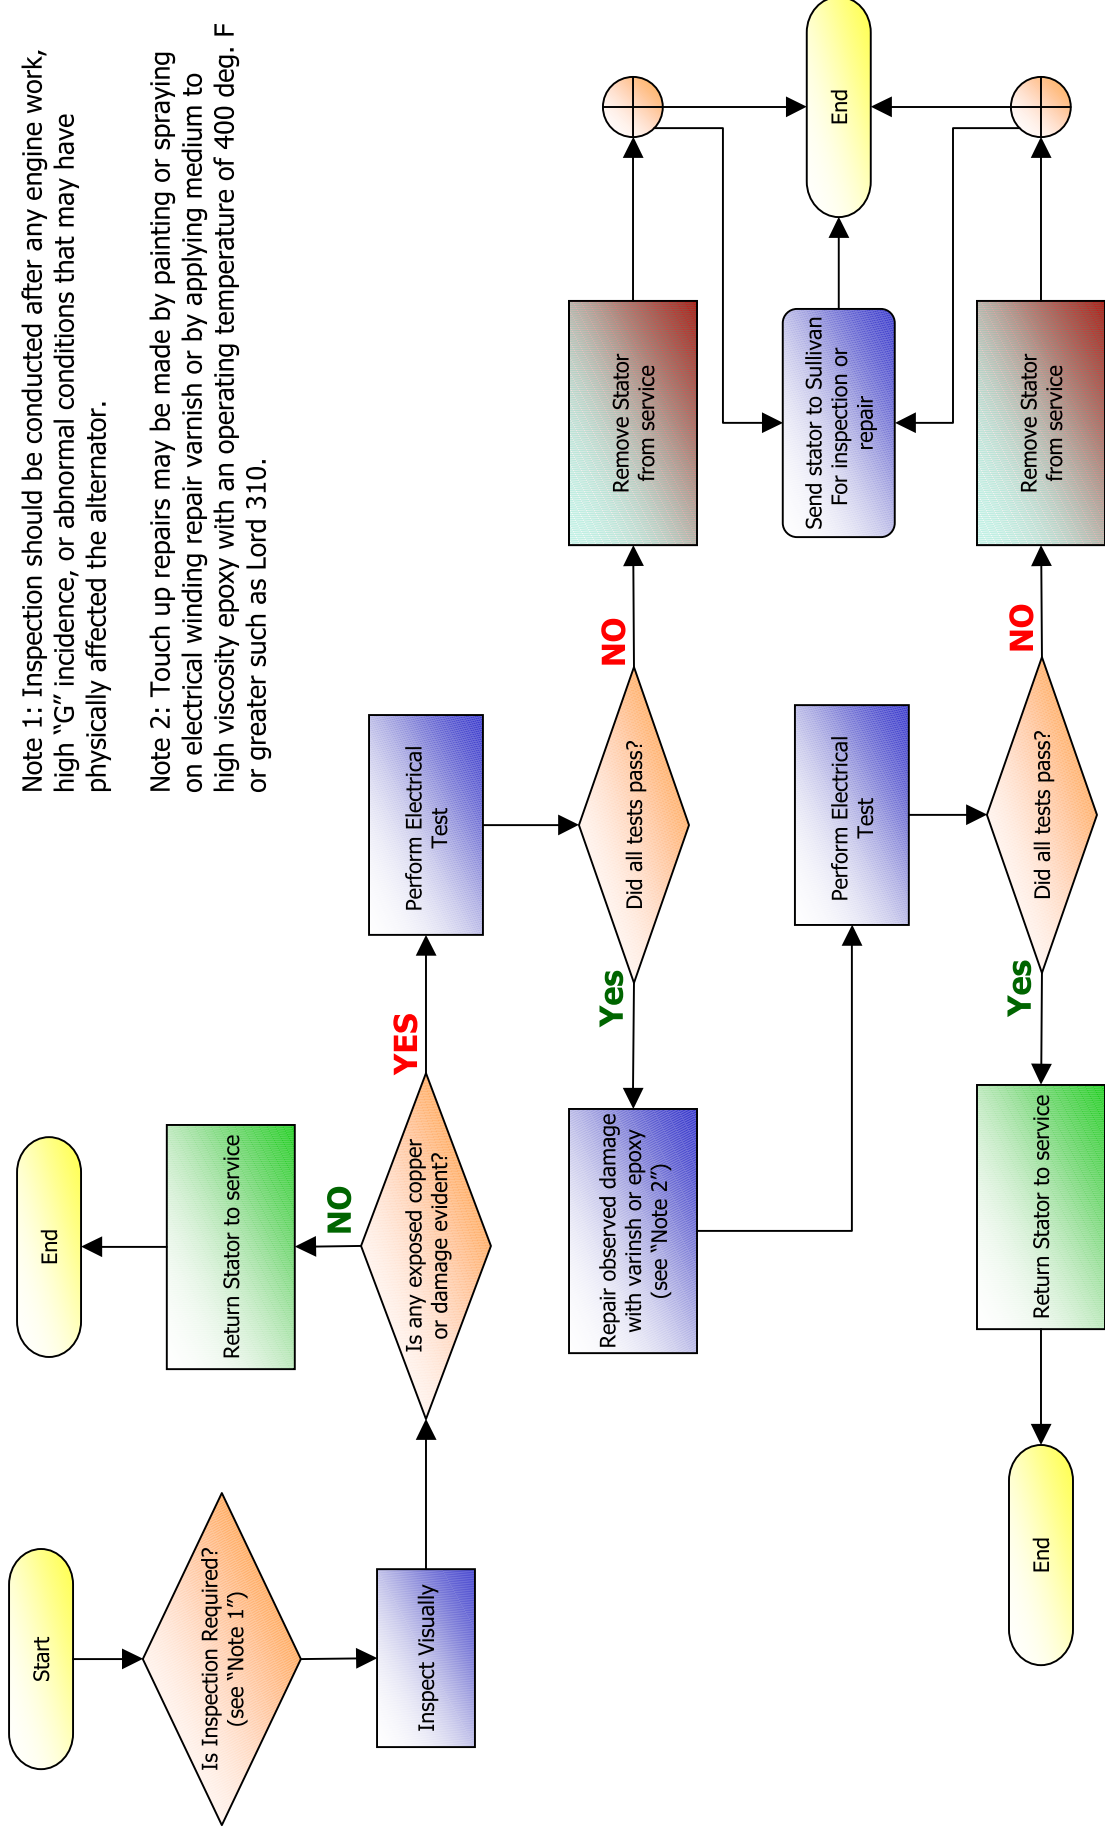 Note 1: Inspection should be conducted after any engine work,
high “G” incidence, or abnormal conditions that may have
physically affected the alternator.
Note 2: Touch up repairs may be made by painting or spraying
on electrical winding repair varnish or by applying medium to
high viscosity epoxy with an operating temperature of 400 deg. F
or greater such as Lord 310.
Start
Is Inspection Required?
(see “Note 1”)
Inspect Visually
End
Return Stator to service
NO
Is any exposed copper
or damage evident?
YES
Perform Electrical
Test
Did all tests pass?
NO
Remove Stator
from service
Yes
Repair observed damage
with varinsh or epoxy
(see “Note 2”)
Perform Electrical
Test
Send stator to Sullivan
For inspection or
repair
End
Did all tests pass?
NO
Remove Stator
from service
Yes
Return Stator to service
End